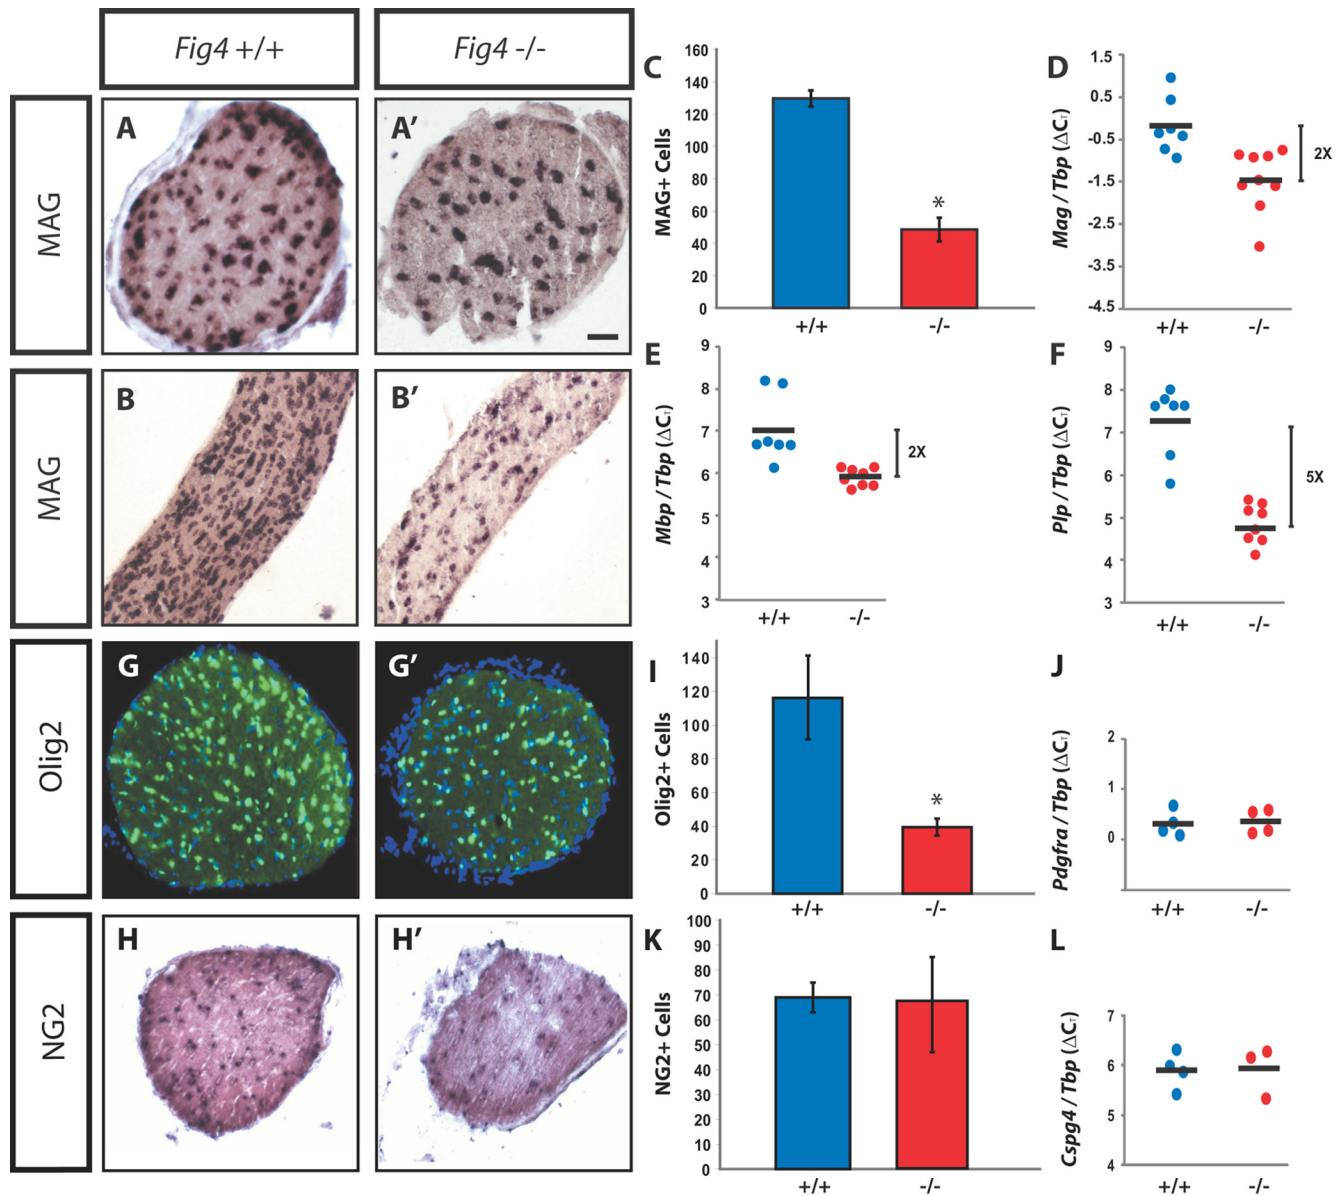 Fig4 +/+
Fig4 -/-
MAG
A
A′
MAG
B
B′
Olig2
G
G′
NG2
H
H′
C
MAG+ Cells
160
140
120
100
80
60
40
20
0
*
+/+
-/-
D
Mag / Tbp (ΔCT)
1.5
0.5
-0.5
-1.5
-2.5
-3.5
-4.5
2X
+/+
-/-
E
Mbp / Tbp (ΔCT)
9
8
7
6
5
4
3
2X
+/+
-/-
F
Plp / Tbp (ΔCT)
9
8
7
6
5
4
3
5X
+/+
-/-
I
Olig2+ Cells
140
120
100
80
60
40
20
0
*
+/+
-/-
J
Pdgfra / Tbp (ΔCT)
2
1
0
+/+
-/-
K
NG2+ Cells
100
90
80
70
60
50
40
30
20
10
0
+/+
-/-
L
Cspg4 / Tbp (ΔCT)
7
6
5
4
+/+
-/-